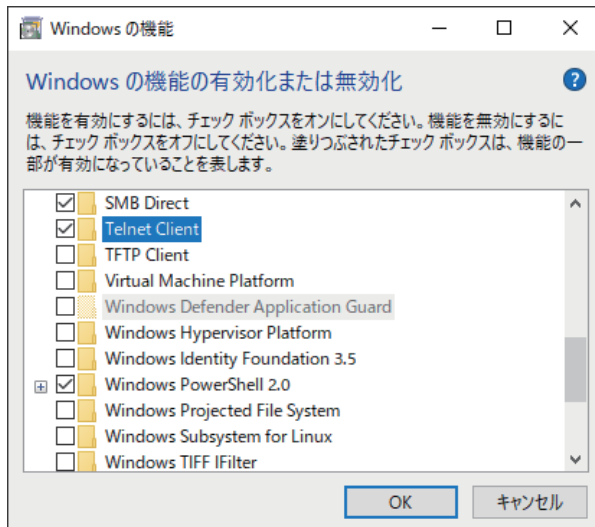 Windows の機能
Windows の機能の有効化または無効化
機能を有効にするには、チェック ボックスをオンにしてください。機能を無効にするに
は、チェック ボックスをオフにしてください。塗りつぶされたチェック ボックスは、機能の一
部が有効になっていることを表します。
SMB Direct
Telnet Client
TFTP Client
Virtual Machine Platform
Windows Defender Application Guard
Windows Hypervisor Platform
Windows Identity Foundation 3.5
Windows PowerShell 2.0
Windows Projected File System
Windows Subsystem for Linux
Windows TIFF IFilter
OK
キャンセル